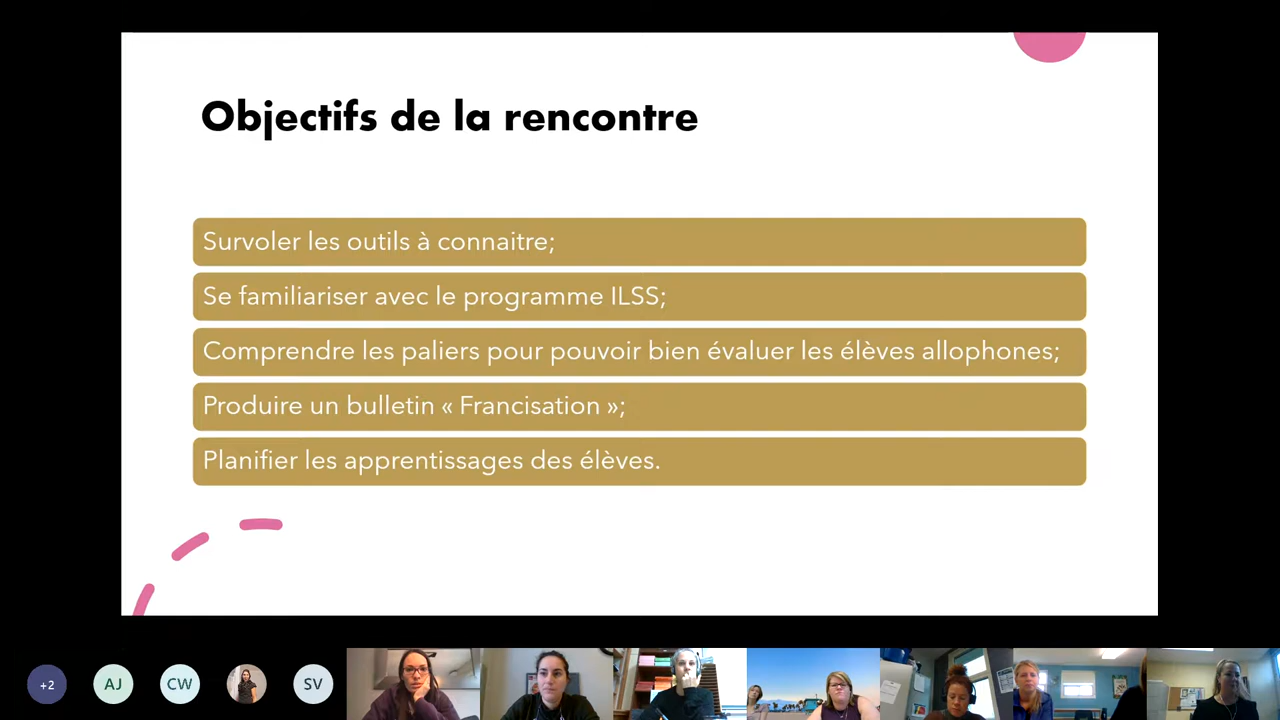 Objectifs de la rencontre
Survoler les outils à connaitre;
Se familiariser avec le programme ILSS;
Comprendre les paliers pour pouvoir bien évaluer les élèves allophones;
Produire un bulletin « Francisation »;
Planifier les apprentissages des élèves.
+2
AJ
CW
SV